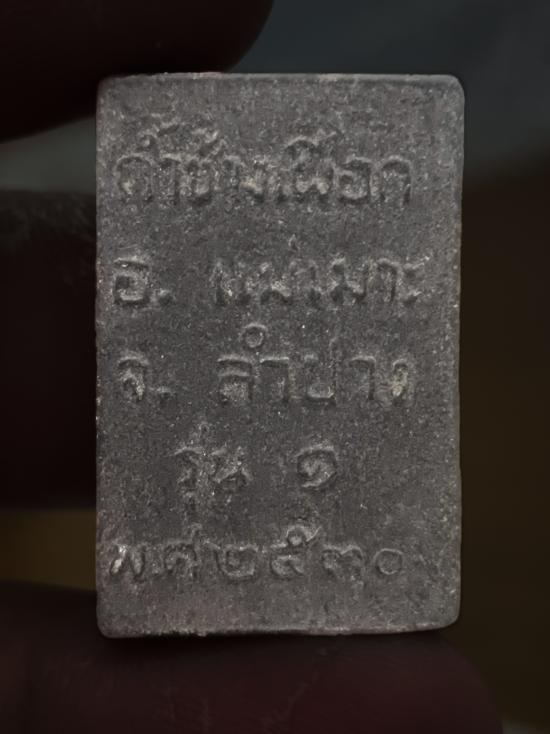 ถ้ำช้างเผือก
อ. แม่เมาะ
จ. ลำปาง
รุ่น ๑
พ.ศ.๒๕๓๐